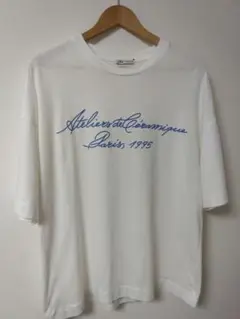 Ateliers de Céramique
Paris, 1995